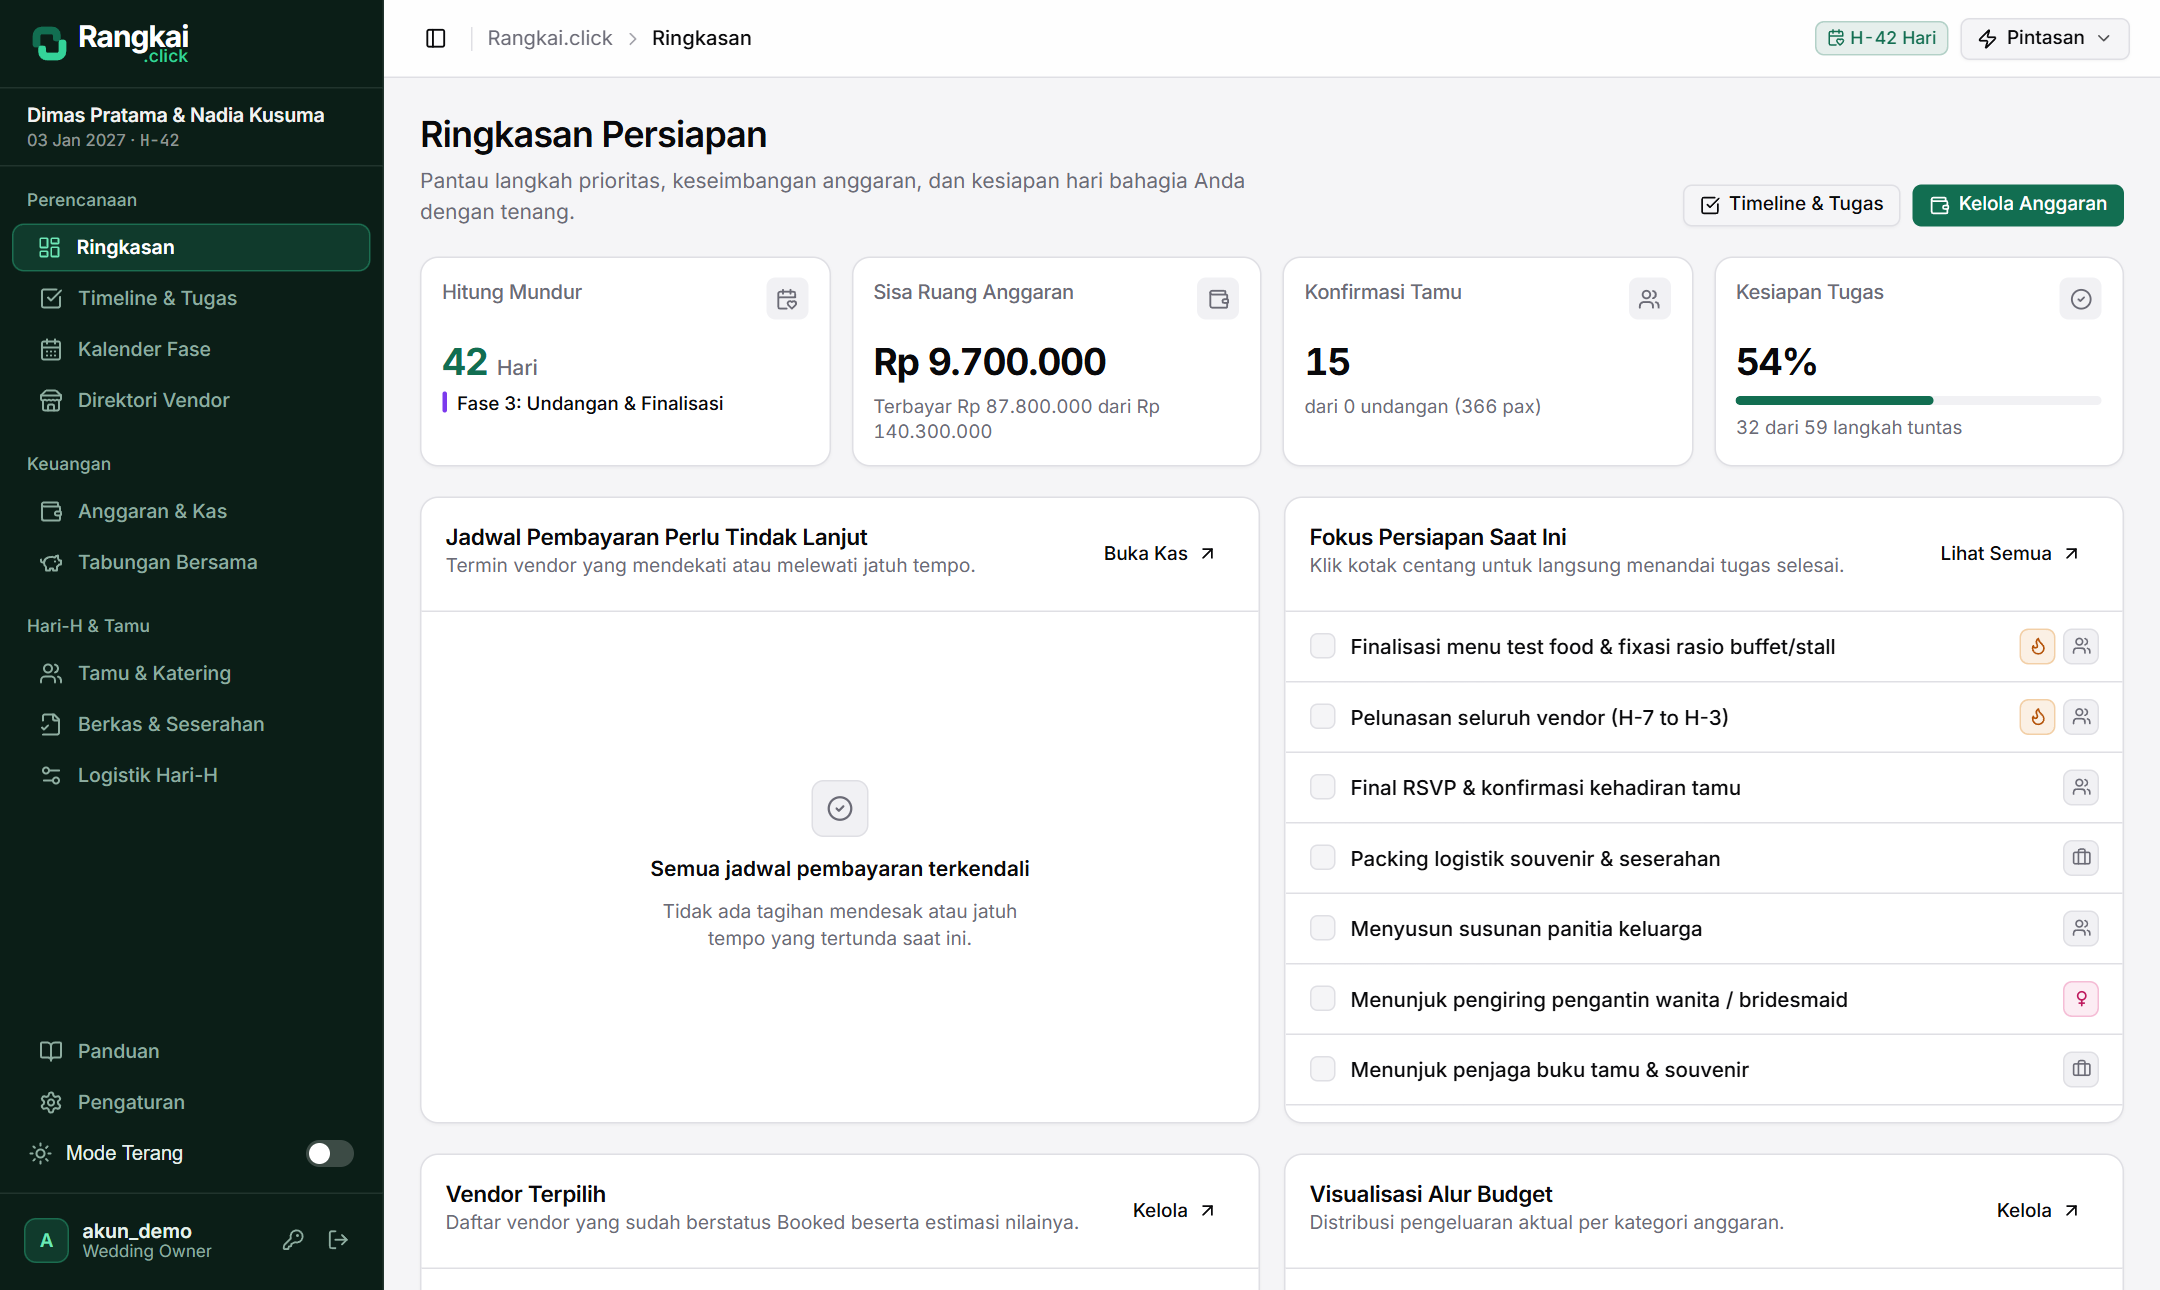 Rangkai
.click
Dimas Pratama & Nadia Kusuma
03 Jan 2027 · H-42
Perencanaan
Ringkasan
Timeline & Tugas
Kalender Fase
Direktori Vendor
Keuangan
Anggaran & Kas
Tabungan Bersama
Hari-H & Tamu
Tamu & Katering
Berkas & Seserahan
Logistik Hari-H
Panduan
Pengaturan
Mode Terang
A
akun_demo
Wedding Owner
Rangkai.click > Ringkasan
H-42 Hari
Pintasan
Ringkasan Persiapan
Pantau langkah prioritas, keseimbangan anggaran, dan kesiapan hari bahagia Anda
dengan tenang.
Timeline & Tugas
Kelola Anggaran
Hitung Mundur
42 Hari
Fase 3: Undangan & Finalisasi
Sisa Ruang Anggaran
Rp 9.700.000
Terbayar Rp 87.800.000 dari Rp
140.300.000
Konfirmasi Tamu
15
dari 0 undangan (366 pax)
Kesiapan Tugas
54%
32 dari 59 langkah tuntas
Jadwal Pembayaran Perlu Tindak Lanjut
Termin vendor yang mendekati atau melewati jatuh tempo.
Buka Kas
Semua jadwal pembayaran terkendali
Tidak ada tagihan mendesak atau jatuh
tempo yang tertunda saat ini.
Fokus Persiapan Saat Ini
Klik kotak centang untuk langsung menandai tugas selesai.
Lihat Semua
Finalisasi menu test food & fixasi rasio buffet/stall
Pelunasan seluruh vendor (H-7 to H-3)
Final RSVP & konfirmasi kehadiran tamu
Packing logistik souvenir & seserahan
Menyusun susunan panitia keluarga
Menunjuk pengiring pengantin wanita / bridesmaid
Menunjuk penjaga buku tamu & souvenir
Vendor Terpilih
Daftar vendor yang sudah berstatus Booked beserta estimasi nilainya.
Kelola
Visualisasi Alur Budget
Distribusi pengeluaran aktual per kategori anggaran.
Kelola